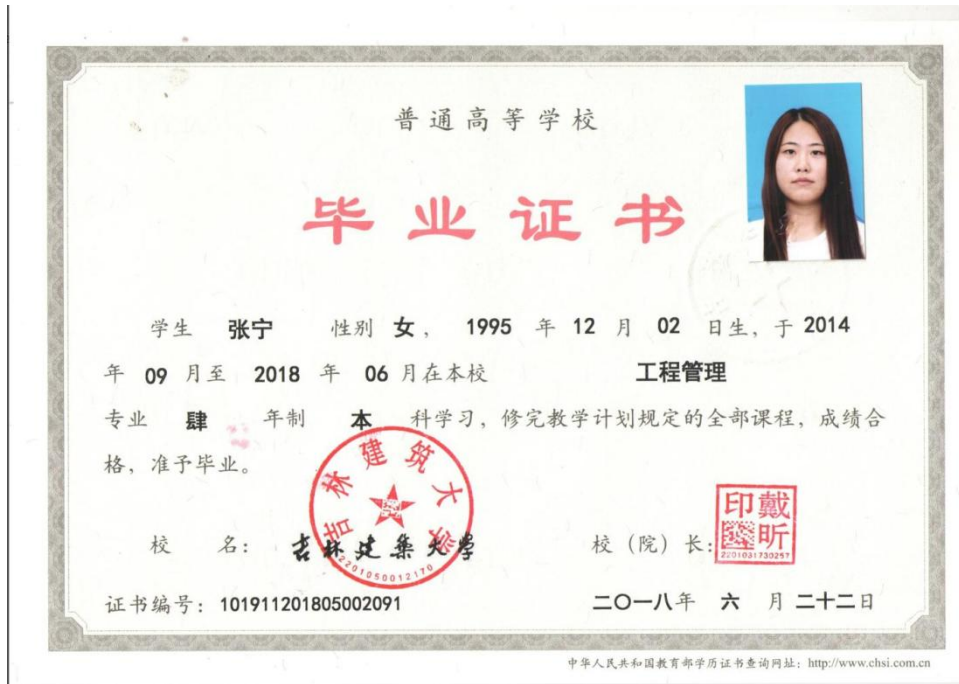 普通高等学校
毕业证书
学生 张宁 性别 女， 1995 年 12 月 02 日生，于 2014
年 09 月至 2018 年 06 月在本校 工程管理
专业 肆 年制 本 科学习，修完教学计划规定的全部课程，成绩合
格，准予毕业。
吉林建筑大学
2201050012170
校 名： 吉林建筑大学
校（院）长：
戴昕印
2201031730257
证书编号：101911201805002091
二〇一八年 六 月 二十二日
中华人民共和国教育部学历证书查询网址：http://www.chsi.com.cn